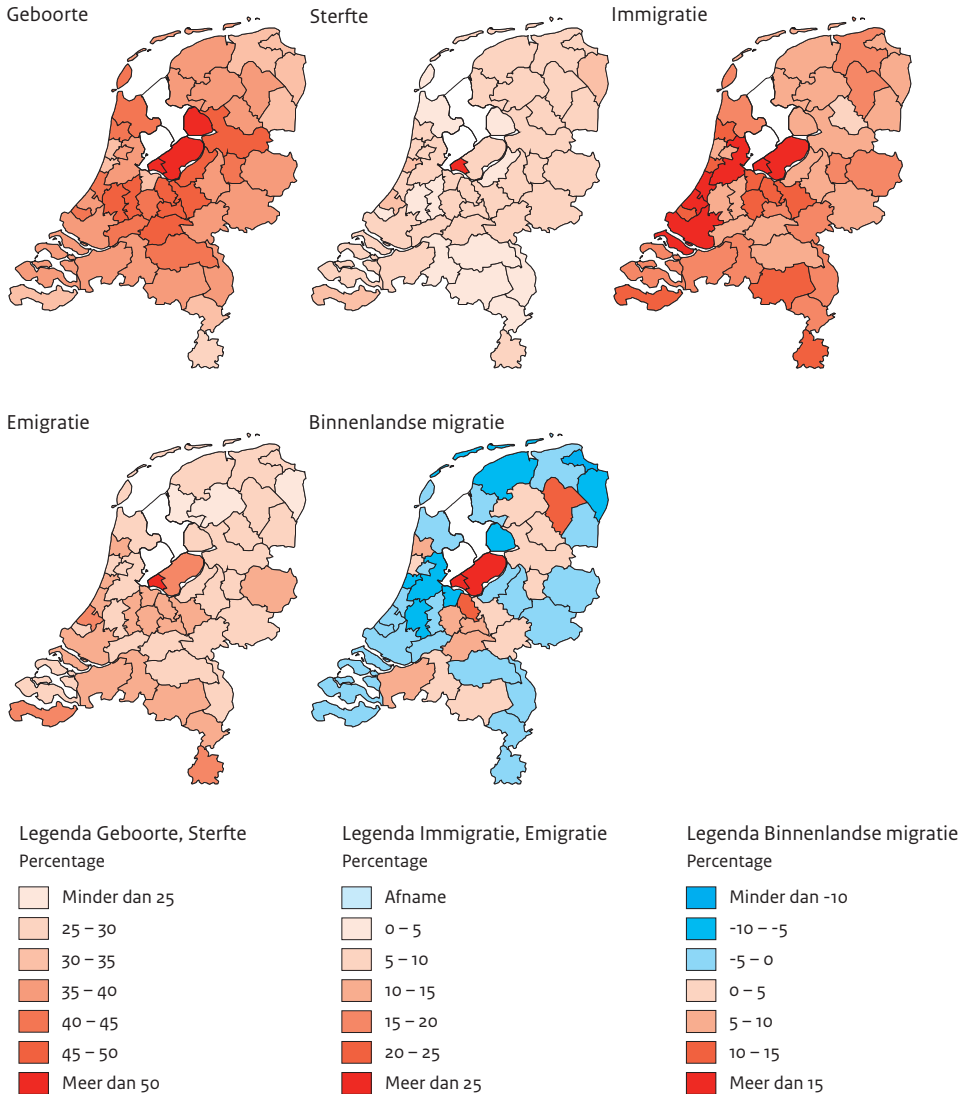 Geboorte
Sterfte
Immigratie
Emigratie
Binnenlandse migratie
Legenda Geboorte, Sterfte
Percentage
Minder dan 25
25 – 30
30 – 35
35 – 40
40 – 45
45 – 50
Meer dan 50
Legenda Immigratie, Emigratie
Percentage
Afname
0 – 5
5 – 10
10 – 15
15 – 20
20 – 25
Meer dan 25
Legenda Binnenlandse migratie
Percentage
Minder dan -10
-10 – -5
-5 – 0
0 – 5
5 – 10
10 – 15
Meer dan 15